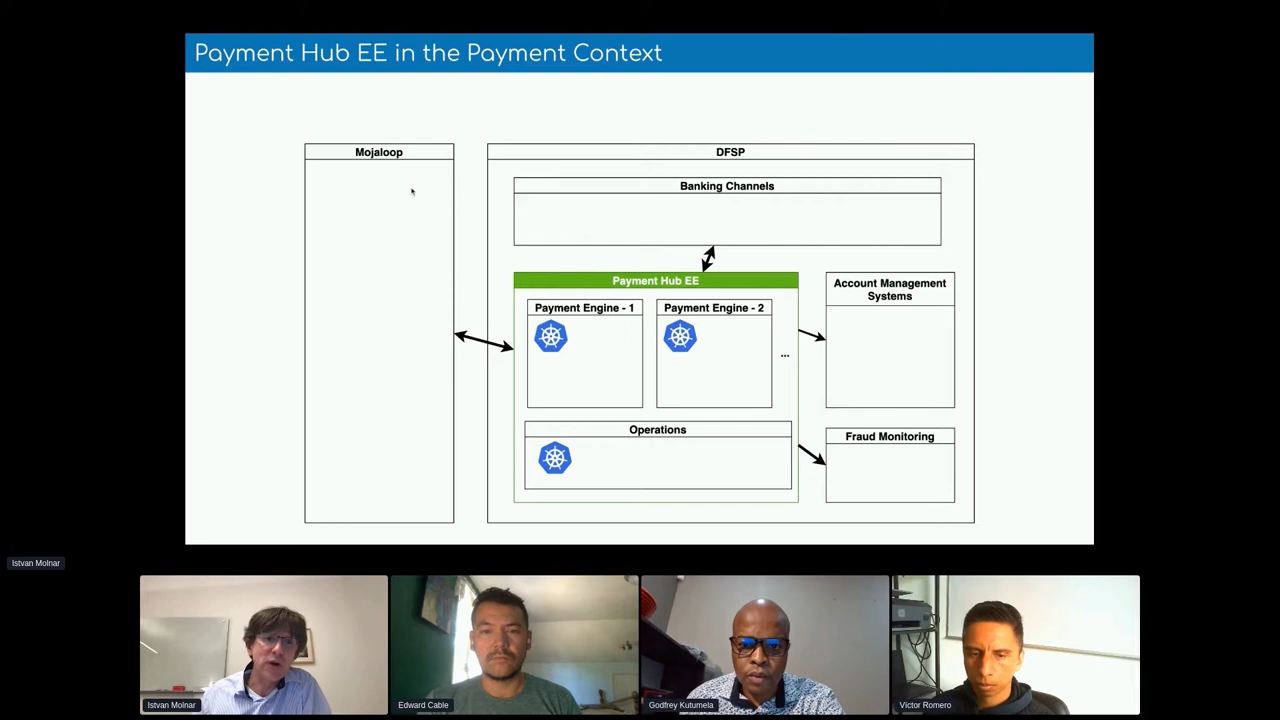 Payment Hub EE in the Payment Context
Mojaloop
DFSP
Banking Channels
Payment Hub EE
Account Management
Systems
Payment Engine - 1
Payment Engine - 2
...
Operations
Fraud Monitoring
Istvan Molnar
Istvan Molnar
Edward Cable
Godfrey Kutumela
Victor Romero